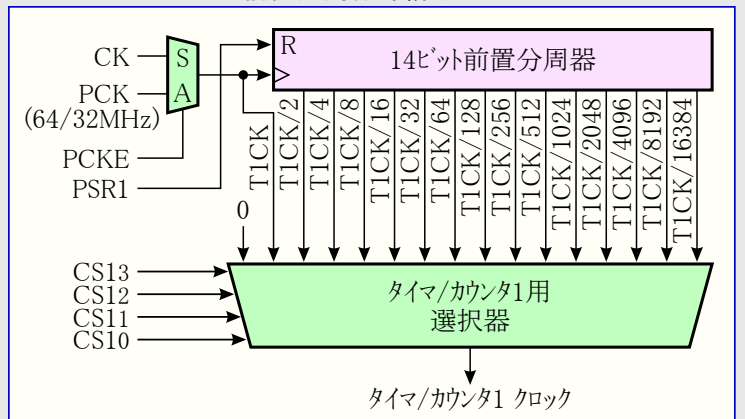 CK
PCK
(64/32MHz)
PCKE
PSR1
S
A
R
14ビット前置分周器
0
T1CK
T1CK/2
T1CK/4
T1CK/8
T1CK/16
T1CK/32
T1CK/64
T1CK/128
T1CK/256
T1CK/512
T1CK/1024
T1CK/2048
T1CK/4096
T1CK/8192
T1CK/16384
CS13
CS12
CS11
CS10
タイマ/カウンタ1用
選択器
タイマ/カウンタ1 クロック